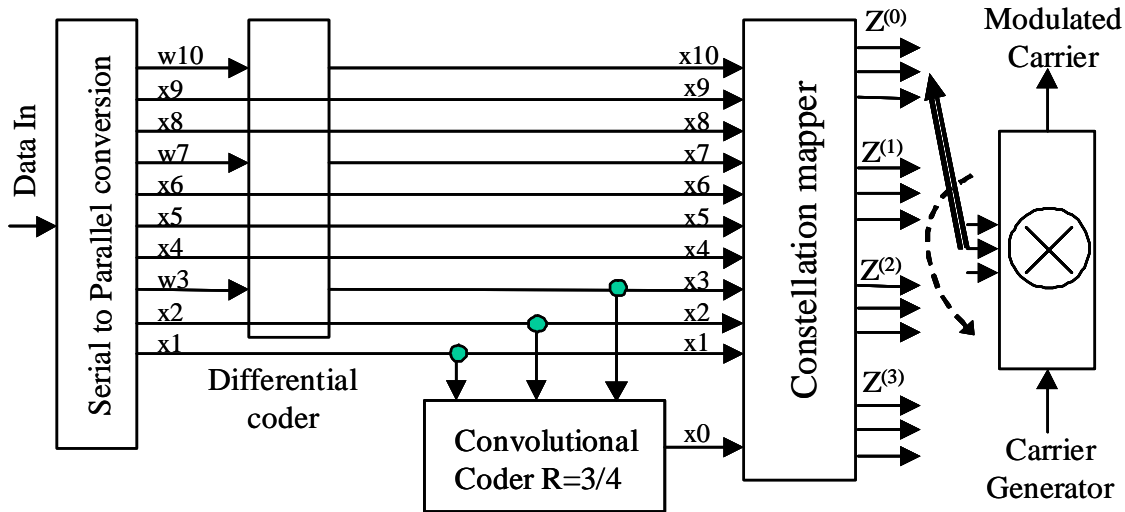 Data In
Serial to Parallel conversion
w10
x9
x8
w7
x6
x5
x4
w3
x2
x1
Differential
coder
x10
x9
x8
x7
x6
x5
x4
x3
x2
x1
Convolutional
Coder R=3/4
x0
Constellation mapper
Z(0)
Z(1)
Z(2)
Z(3)
Modulated
Carrier
Carrier
Generator